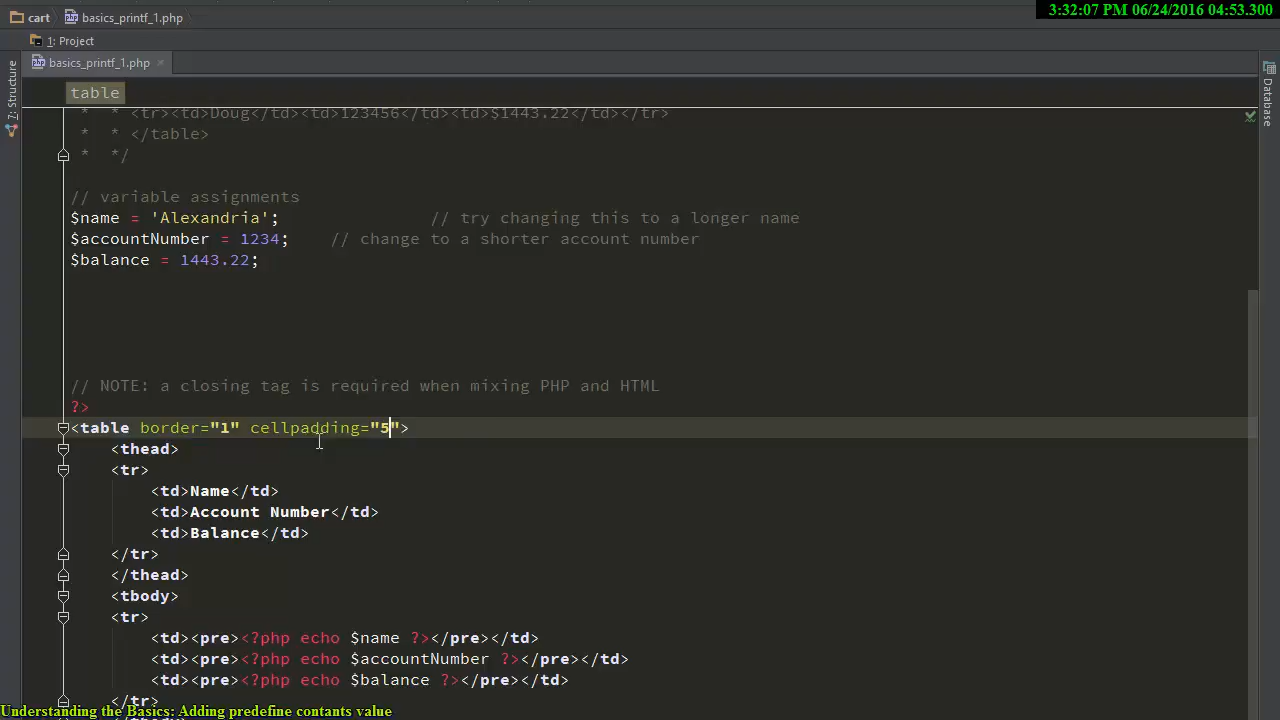 cart basics_printf_1.php
3:32:07 PM 06/24/2016 04:53.300
1: Project
basics_printf_1.php
7: Structure
Database
table
* * <tr><td>Doug</td><td>123456</td><td>$1443.22</td></tr>
* * </table>
* */
// variable assignments
$name = 'Alexandria'; // try changing this to a longer name
$accountNumber = 1234; // change to a shorter account number
$balance = 1443.22;
// NOTE: a closing tag is required when mixing PHP and HTML
?>
<table border="1" cellpadding="5">
<thead>
<tr>
<td>Name</td>
<td>Account Number</td>
<td>Balance</td>
</tr>
</thead>
<tbody>
<tr>
<td><pre><?php echo $name ?></pre></td>
<td><pre><?php echo $accountNumber ?></pre></td>
<td><pre><?php echo $balance ?></pre></td>
</tr>
</tbody>
Understanding the Basics: Adding predefine contants value